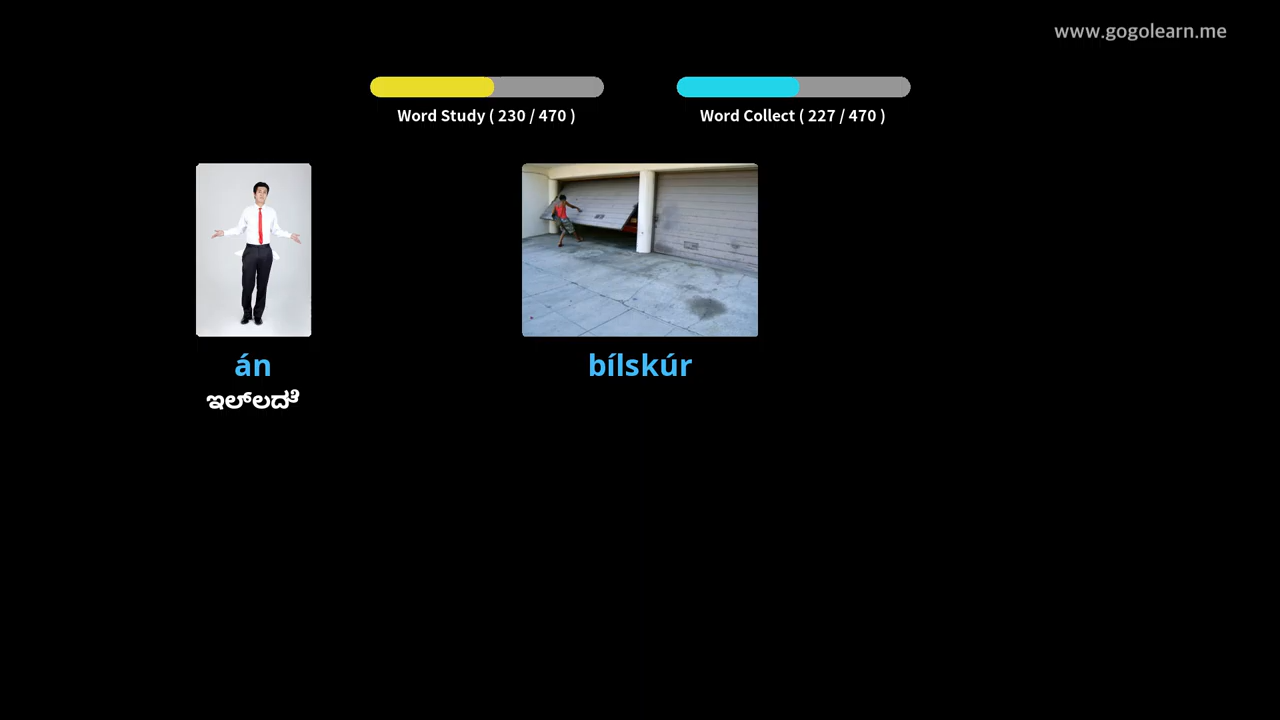 www.gogolearn.me
Word Study ( 230 / 470 )
Word Collect ( 227 / 470 )
án
bílskúr
ಇಲ್ಲದೆ